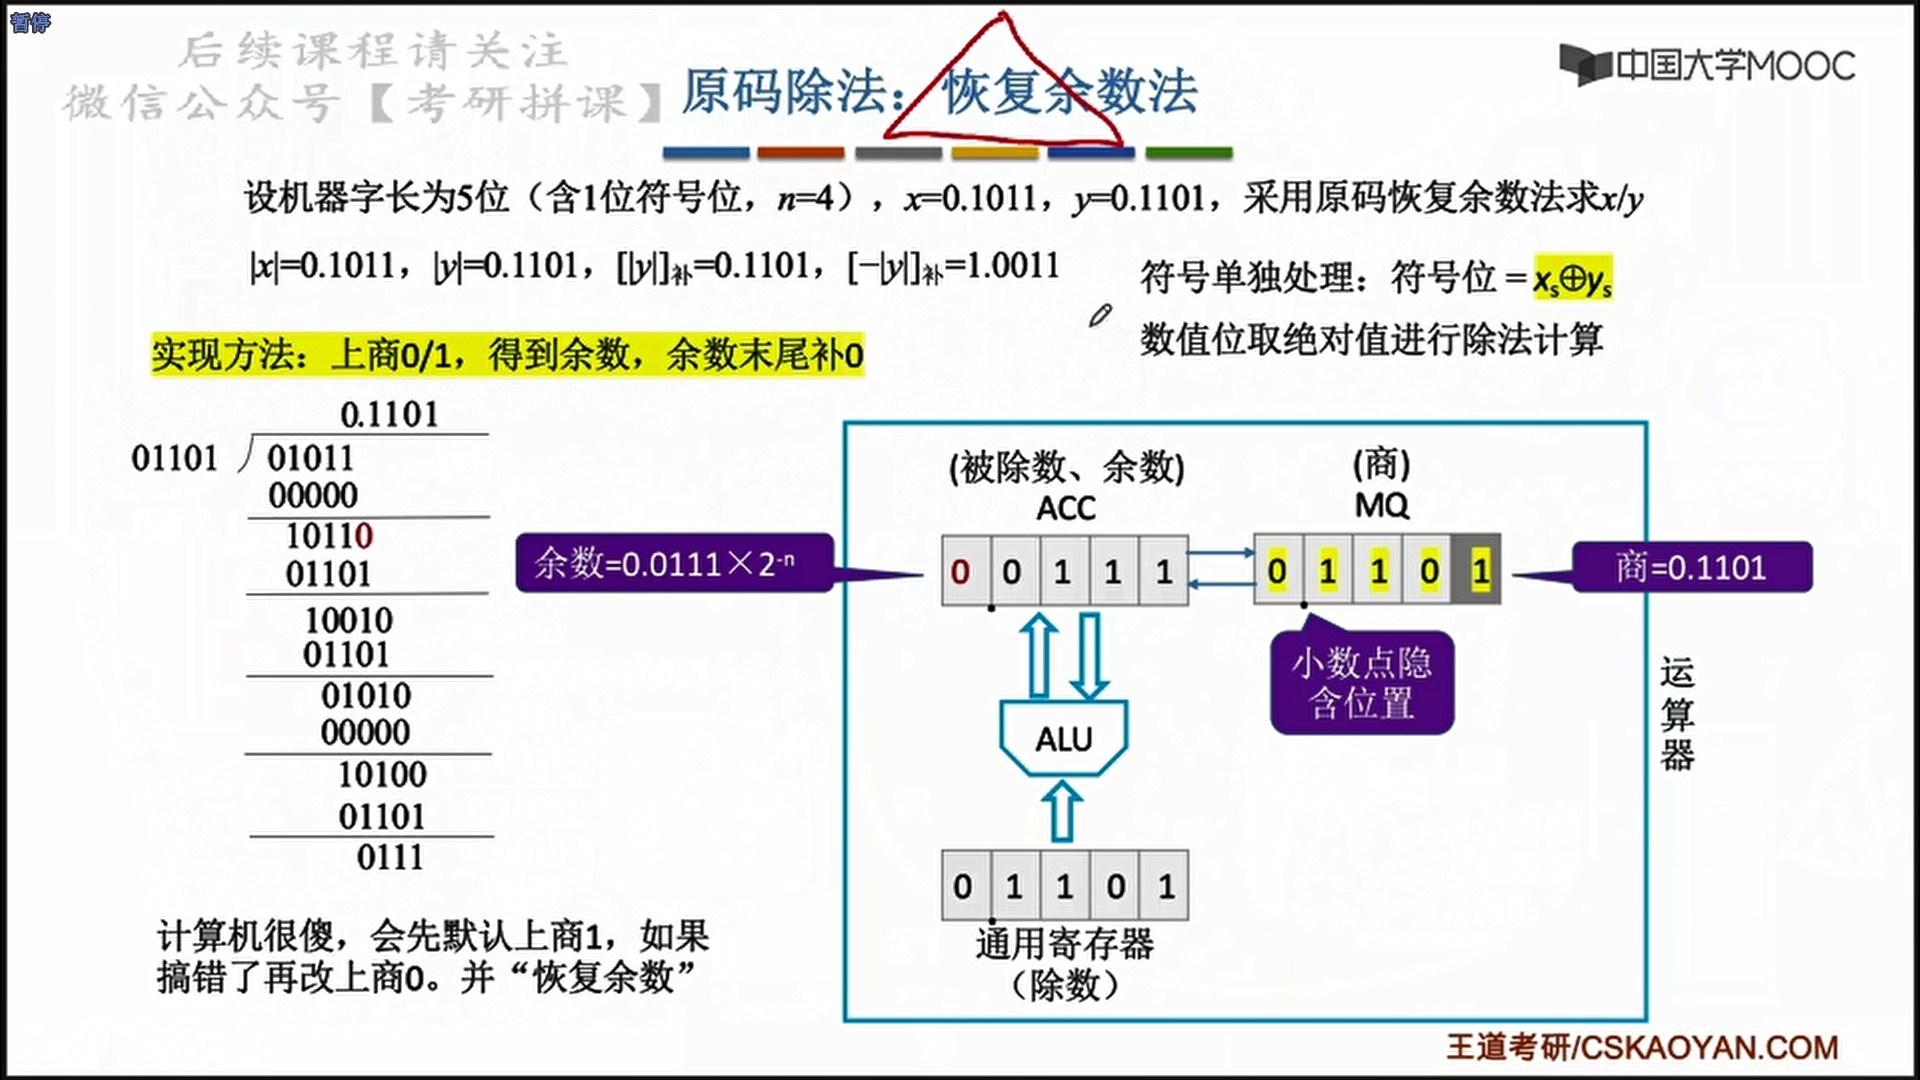 暂停
后续课程请关注
微信公众号【考研拼课】
中国大学MOOC
原码除法：恢复余数法
设机器字长为5位（含1位符号位，n=4），x=0.1011，y=0.1101，采用原码恢复余数法求x/y
|x|=0.1011，|y|=0.1101，[|y|]补=0.1101，[−|y|]补=1.0011
符号单独处理：符号位 = xs⊕ys
数值位取绝对值进行除法计算
实现方法：上商0/1，得到余数，余数末尾补0
0.1101
01101
01011
00000
10110
01101
10010
01101
01010
00000
10100
01101
0111
计算机很傻，会先默认上商1，如果
搞错了再改上商0。并“恢复余数”
余数=0.0111×2-n
(被除数、余数)
ACC
0 0 1 1 1
(商)
MQ
0 1 1 0 1
商=0.1101
小数点隐
含位置
ALU
0 1 1 0 1
通用寄存器
（除数）
运算器
王道考研/CSKAOYAN.COM